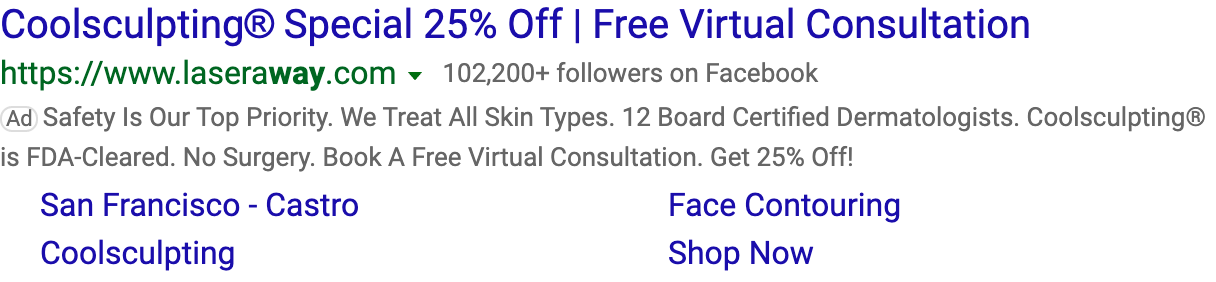 Coolsculpting® Special 25% Off | Free Virtual Consultation
https://www.laseraway.com 102,200+ followers on Facebook
Ad Safety Is Our Top Priority. We Treat All Skin Types. 12 Board Certified Dermatologists. Coolsculpting®
is FDA-Cleared. No Surgery. Book A Free Virtual Consultation. Get 25% Off!
San Francisco - Castro Face Contouring
Coolsculpting Shop Now